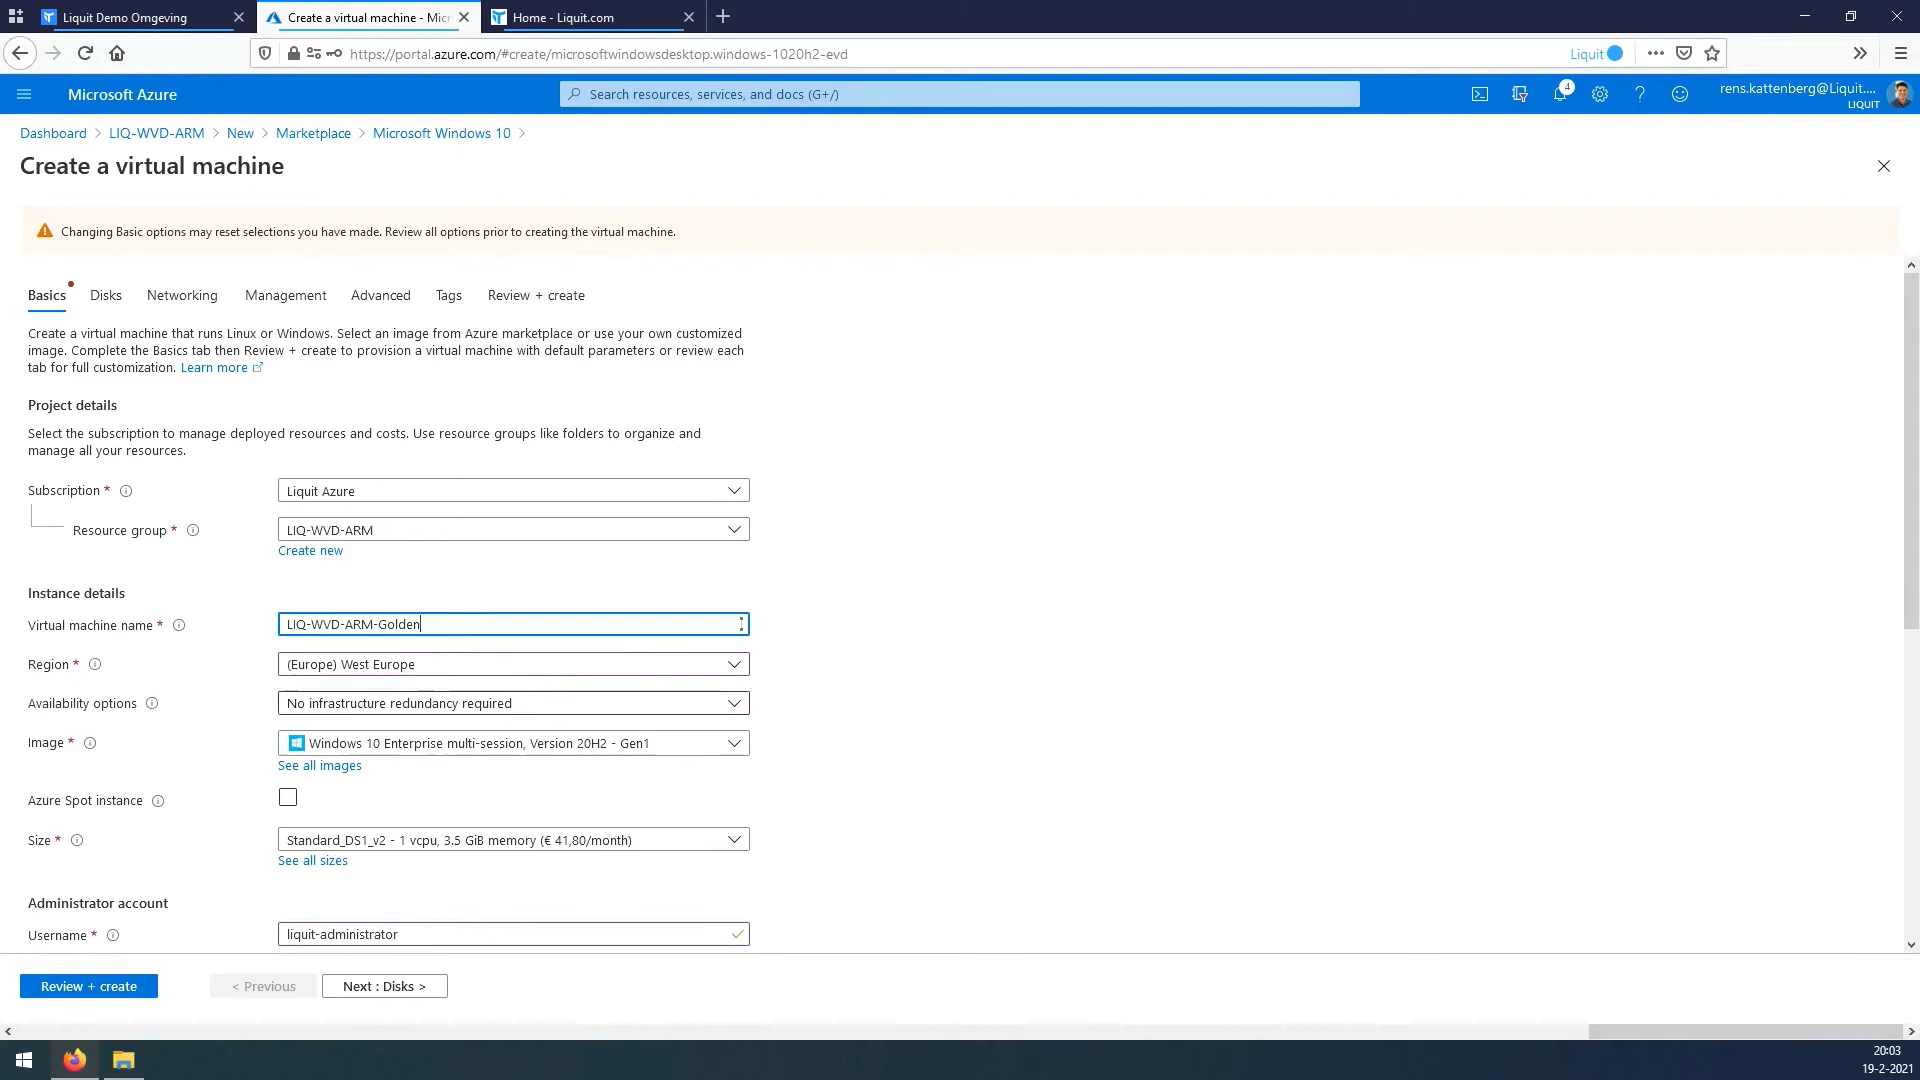 Liquit Demo Omgeving
Create a virtual machine - Micr
Home - Liquit.com
https://portal.azure.com/#create/microsoftwindowsdesktop.windows-1020h2-evd
Liquit
Microsoft Azure
Search resources, services, and docs (G+/)
4
rens.kattenberg@Liquit....
LIQUIT
Dashboard > LIQ-WVD-ARM > New > Marketplace > Microsoft Windows 10 >
Create a virtual machine
Changing Basic options may reset selections you have made. Review all options prior to creating the virtual machine.
Basics Disks Networking Management Advanced Tags Review + create
Create a virtual machine that runs Linux or Windows. Select an image from Azure marketplace or use your own customized
image. Complete the Basics tab then Review + create to provision a virtual machine with default parameters or review each
tab for full customization. Learn more
Project details
Select the subscription to manage deployed resources and costs. Use resource groups like folders to organize and
manage all your resources.
Subscription *
Liquit Azure
Resource group *
LIQ-WVD-ARM
Create new
Instance details
Virtual machine name *
LIQ-WVD-ARM-Golden
Region *
(Europe) West Europe
Availability options
No infrastructure redundancy required
Image *
Windows 10 Enterprise multi-session, Version 20H2 - Gen1
See all images
Azure Spot instance
Size *
Standard_DS1_v2 - 1 vcpu, 3.5 GiB memory (€ 41,80/month)
See all sizes
Administrator account
Username *
liquit-administrator
Review + create
< Previous
Next : Disks >
20:03
19-2-2021